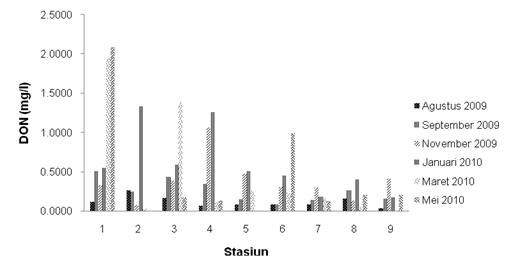 2.5000
2.0000
1.5000
1.0000
0.5000
0.0000
DON (mg/l)
1 2 3 4 5 6 7 8 9
Stasiun
Agustus 2009
September 2009
November 2009
Januari 2010
Maret 2010
Mei 2010